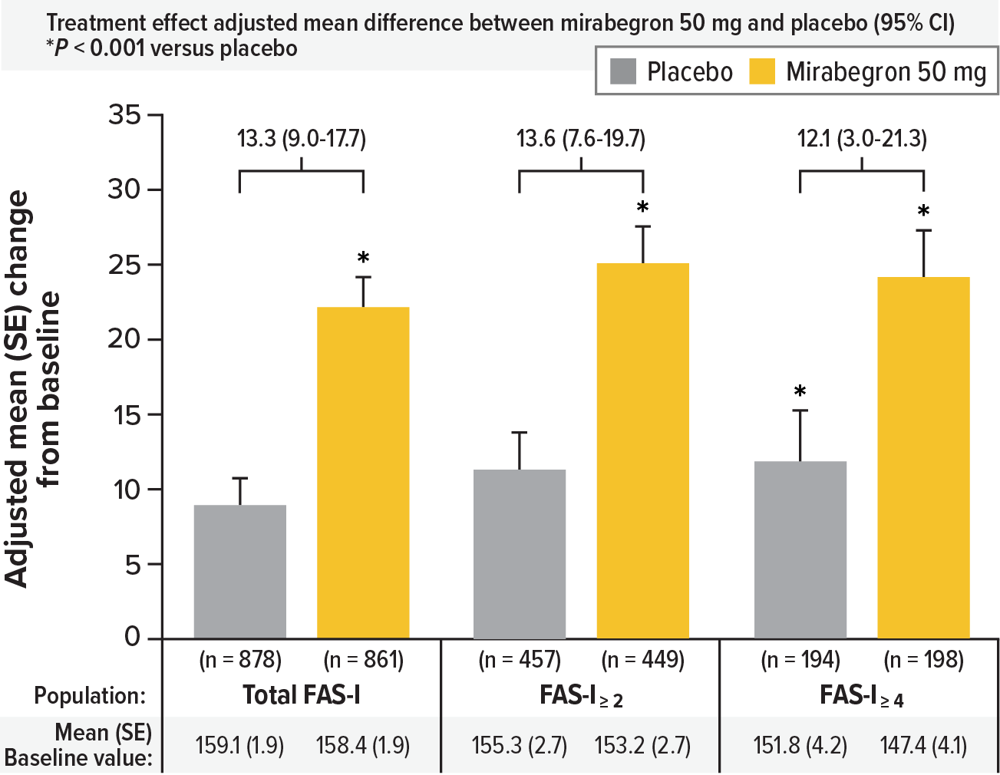 Treatment effect adjusted mean difference between mirabegron 50 mg and placebo (95% CI)
*P < 0.001 versus placebo
Placebo Mirabegron 50 mg
Adjusted mean (SE) change
from baseline
35
30
25
20
15
10
5
0
13.3 (9.0-17.7) 13.6 (7.6-19.7) 12.1 (3.0-21.3)
*
*
*
*
(n = 878) (n = 861) (n = 457) (n = 449) (n = 194) (n = 198)
Population: Total FAS-I FAS-I≥ 2 FAS-I≥ 4
Mean (SE)
Baseline value: 159.1 (1.9) 158.4 (1.9) 155.3 (2.7) 153.2 (2.7) 151.8 (4.2) 147.4 (4.1)